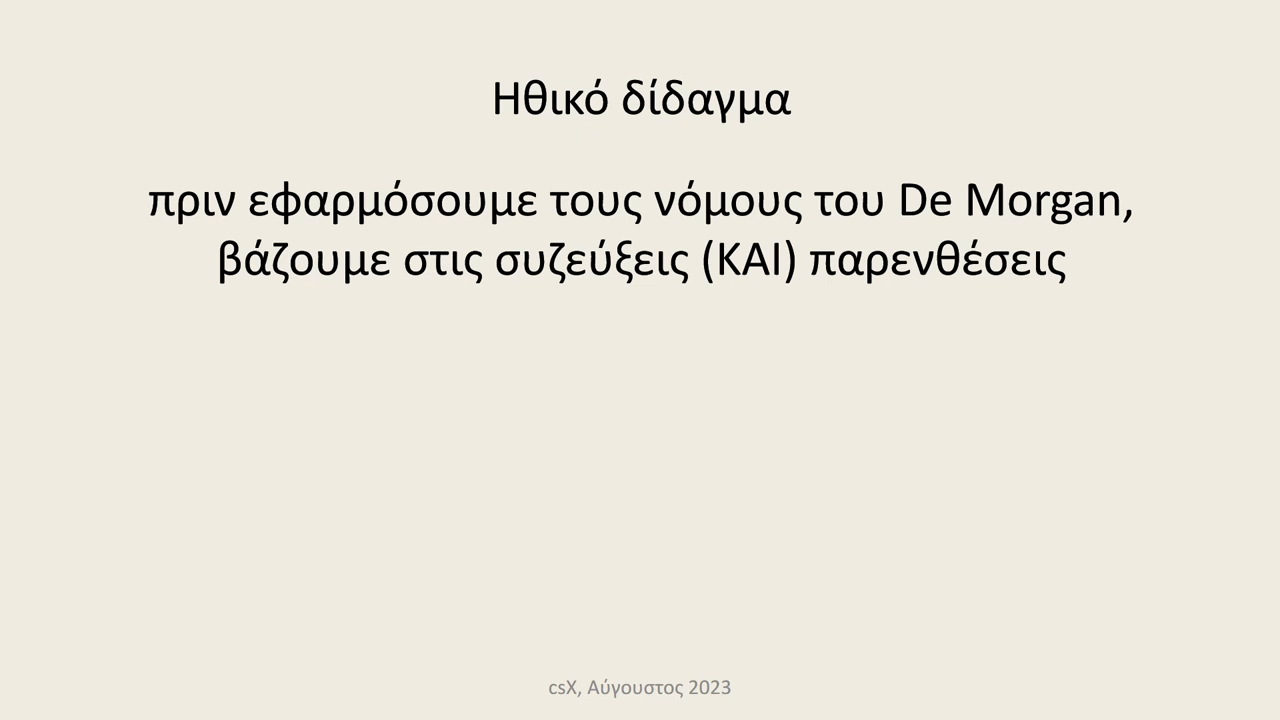 Ηθικό δίδαγμα
πριν εφαρμόσουμε τους νόμους του De Morgan,
βάζουμε στις συζεύξεις (ΚΑΙ) παρενθέσεις
csX, Αύγουστος 2023